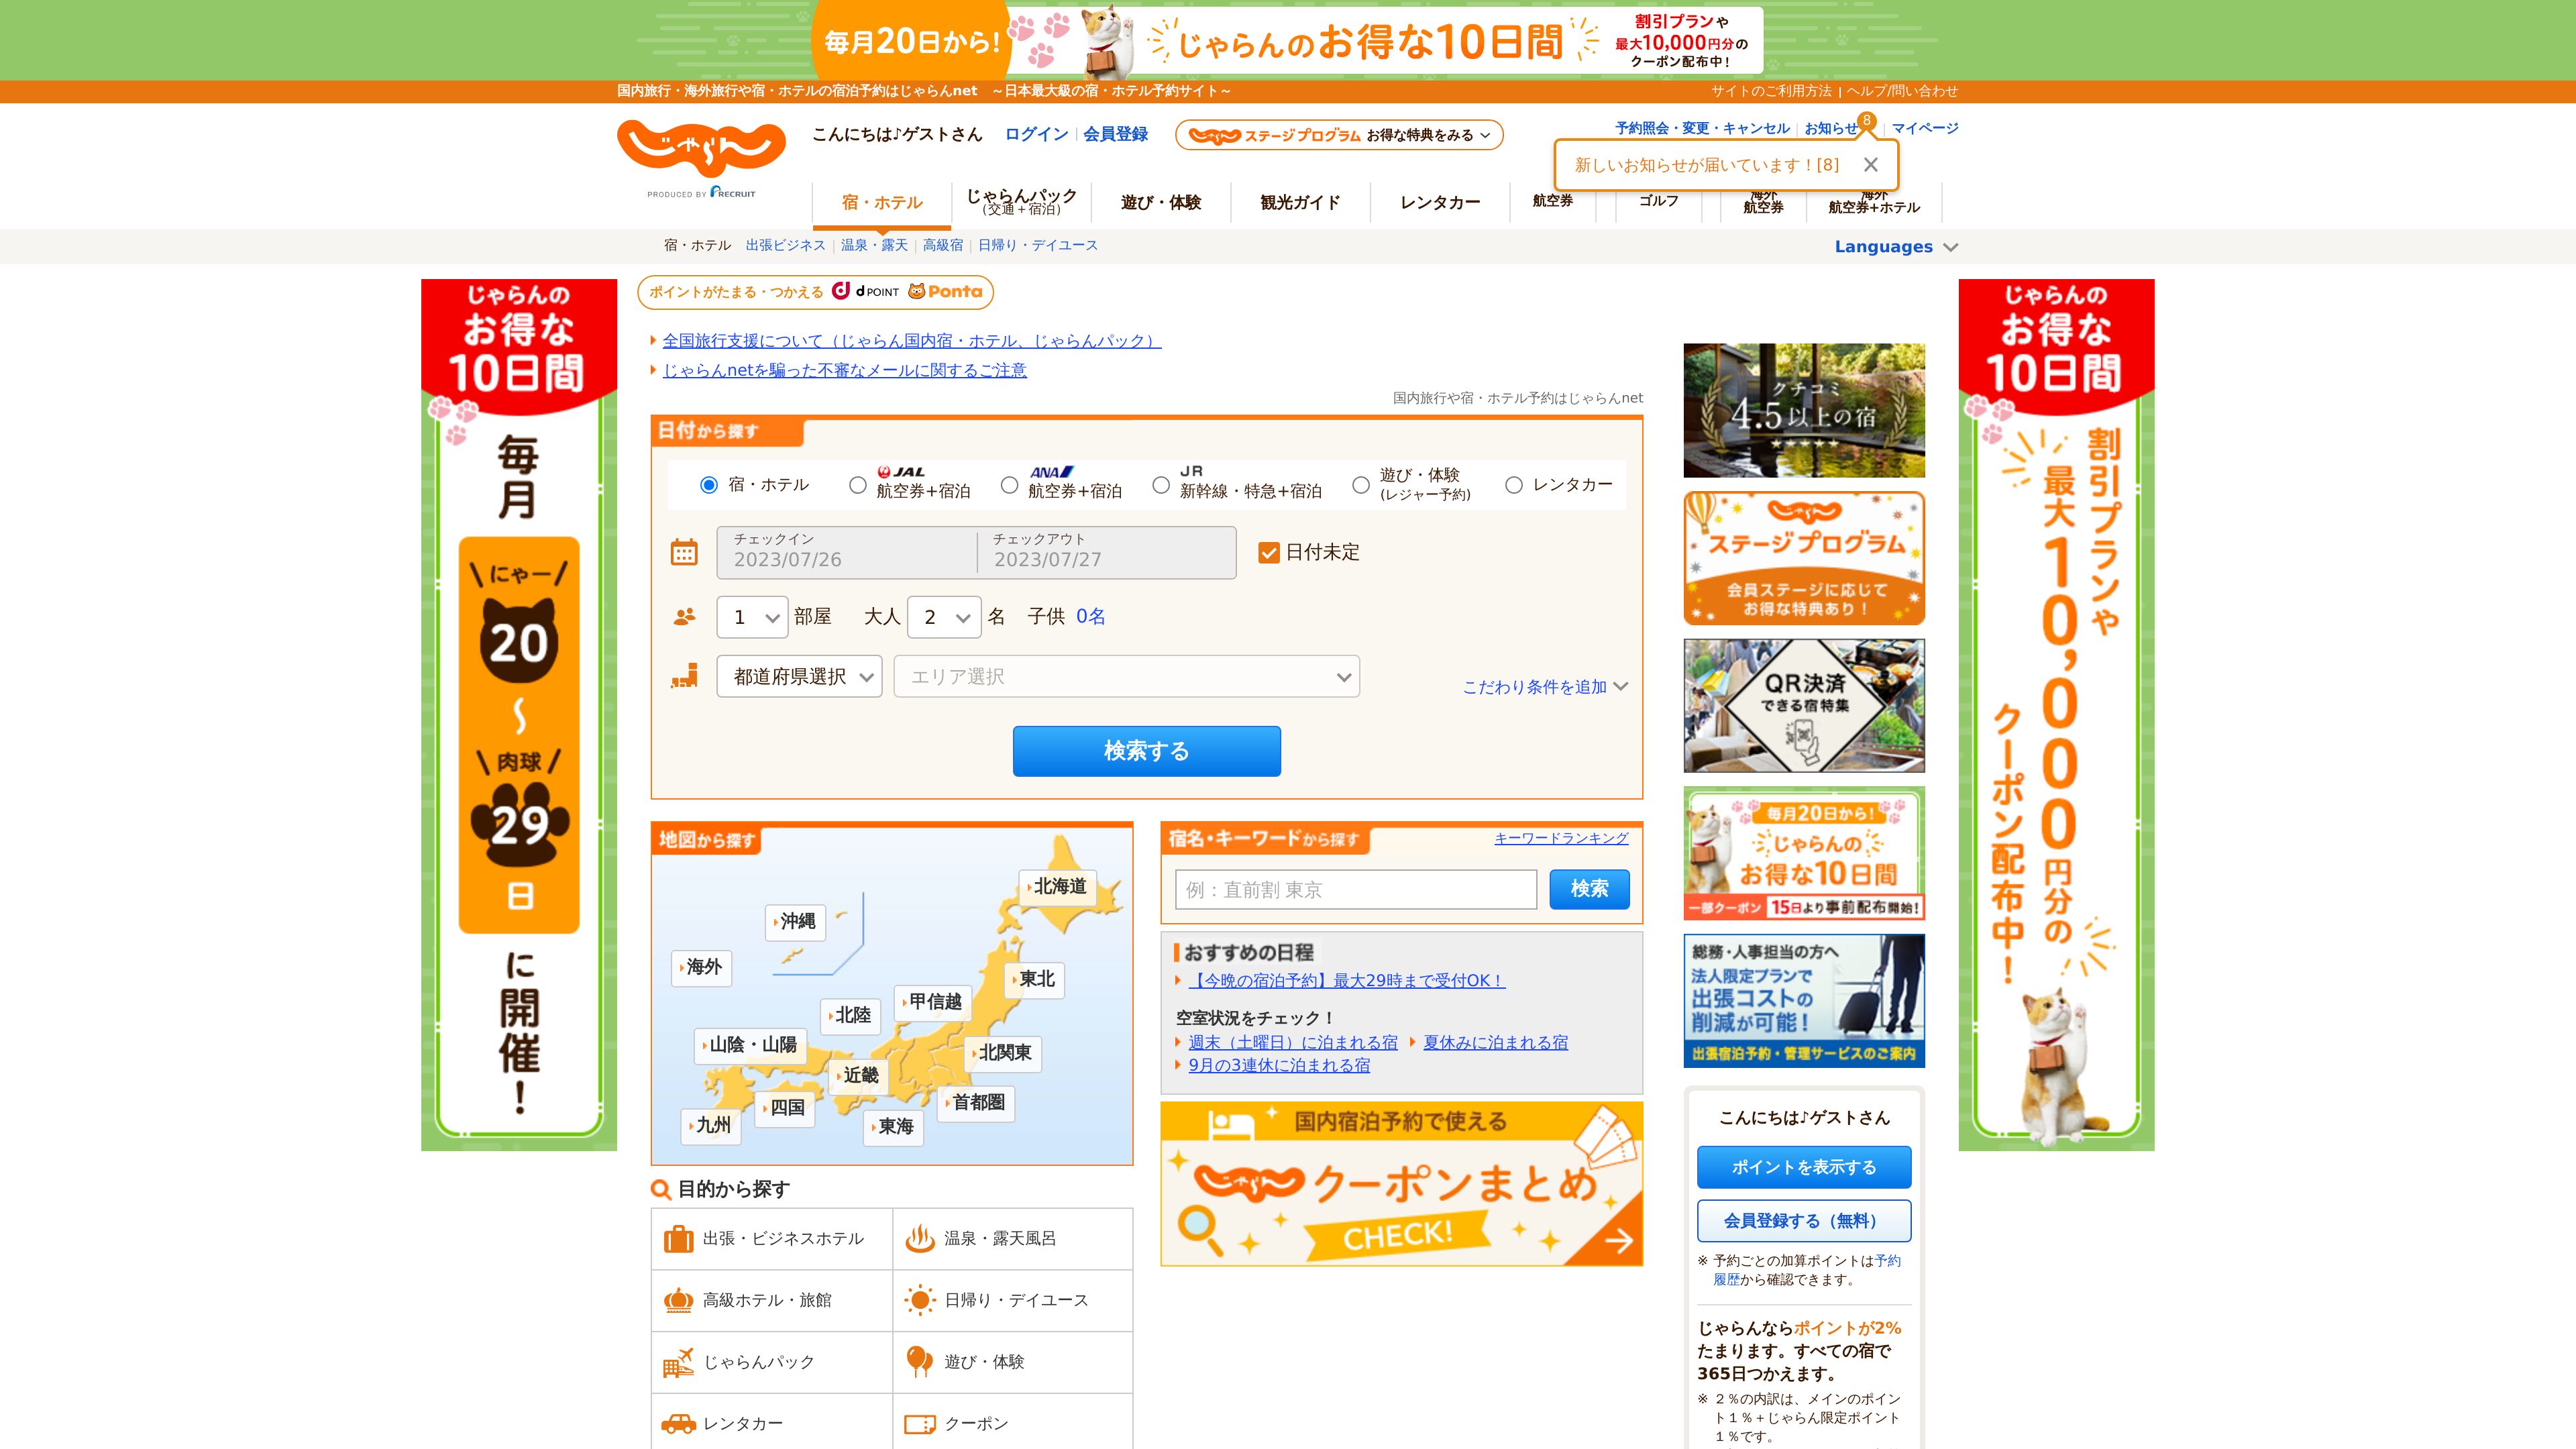 毎月20日から!
じゃらんのお得な10日間
割引プランや
最大10,000円分の
クーポン配布中!
国内旅行・海外旅行や宿・ホテルの宿泊予約はじゃらんnet　～日本最大級の宿・ホテル予約サイト～
サイトのご利用方法 | ヘルプ/問い合わせ
じゃらん
PRODUCED BY RECRUIT
こんにちは♪ゲストさん ログイン | 会員登録
じゃらん ステージプログラム お得な特典をみる
予約照会・変更・キャンセル | お知らせ 8 | マイページ
新しいお知らせが届いています！[8]
宿・ホテル
じゃらんパック
（交通＋宿泊）
遊び・体験
観光ガイド
レンタカー
航空券
ゴルフ
海外
航空券
海外
航空券+ホテル
宿・ホテル 出張ビジネス | 温泉・露天 | 高級宿 | 日帰り・デイユース
Languages
じゃらんの
お得な
10日間
毎月
にゃー
20
～
肉球
29
日
に開催！
ポイントがたまる・つかえる d POINT Ponta
全国旅行支援について（じゃらん国内宿・ホテル、じゃらんパック）
じゃらんnetを騙った不審なメールに関するご注意
国内旅行や宿・ホテル予約はじゃらんnet
日付から探す
宿・ホテル
JAL
航空券+宿泊
ANA
航空券+宿泊
JR
新幹線・特急+宿泊
遊び・体験
(レジャー予約)
レンタカー
チェックイン
2023/07/26
チェックアウト
2023/07/27
日付未定
1 部屋 大人 2 名 子供 0名
都道府県選択 エリア選択
こだわり条件を追加
検索する
地図から探す
北海道
沖縄
海外
東北
甲信越
北陸
山陰・山陽
北関東
近畿
首都圏
四国
九州
東海
目的から探す
出張・ビジネスホテル
温泉・露天風呂
高級ホテル・旅館
日帰り・デイユース
じゃらんパック
遊び・体験
レンタカー
クーポン
宿名・キーワードから探す
キーワードランキング
例：直前割 東京
検索
おすすめの日程
【今晩の宿泊予約】最大29時まで受付OK！
空室状況をチェック！
週末（土曜日）に泊まれる宿 夏休みに泊まれる宿
9月の3連休に泊まれる宿
国内宿泊予約で使える
じゃらん クーポンまとめ
CHECK!
クチコミ
4.5以上の宿
★★★★★
じゃらん
ステージプログラム
会員ステージに応じて
お得な特典あり！
QR決済
できる宿特集
毎月20日から!
じゃらんの
お得な10日間
一部クーポン 15日より事前配布開始!
総務・人事担当の方へ
法人限定プランで
出張コストの
削減が可能！
出張宿泊予約・管理サービスのご案内
こんにちは♪ゲストさん
ポイントを表示する
会員登録する（無料）
※ 予約ごとの加算ポイントは予約
履歴から確認できます。
じゃらんならポイントが2%
たまります。すべての宿で
365日つかえます。
※ ２％の内訳は、メインのポイン
ト１％＋じゃらん限定ポイント
１％です。
じゃらんの
お得な
10日間
割引プランや
最大10,000円分の
クーポン配布中！